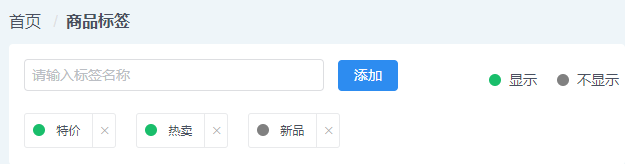 首页 / 商品标签
请输入标签名称 添加 显示 不显示
特价 × 热卖 × 新品 ×